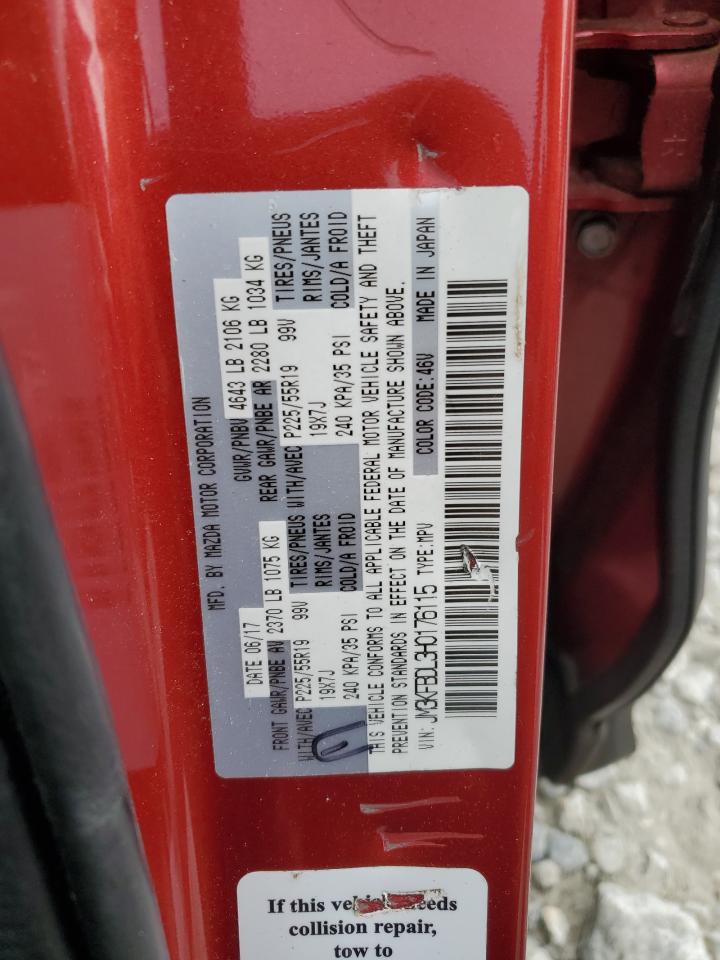 MFD. BY MAZDA MOTOR CORPORATION
DATE 06/17 GVWR/PNBV 4643 LB 2106 KG
FRONT GAWR/PNBE AV 2370 LB 1075 KG REAR GAWR/PNBE AR 2280 LB 1034 KG
WITH/AVEC P225/55R19 99V TIRES/PNEUS WITH/AVEC P225/55R19 99V TIRES/PNEUS
19X7J RIMS/JANTES 19X7J RIMS/JANTES
240 KPA/35 PSI COLD/A FROID 240 KPA/35 PSI COLD/A FROID
THIS VEHICLE CONFORMS TO ALL APPLICABLE FEDERAL MOTOR VEHICLE SAFETY AND THEFT
PREVENTION STANDARDS IN EFFECT ON THE DATE OF MANUFACTURE SHOWN ABOVE.
VIN: JM3KFBDL3H0176115 TYPE: MPV COLOR CODE: 46V MADE IN JAPAN
If this needs
collision repair,
tow to